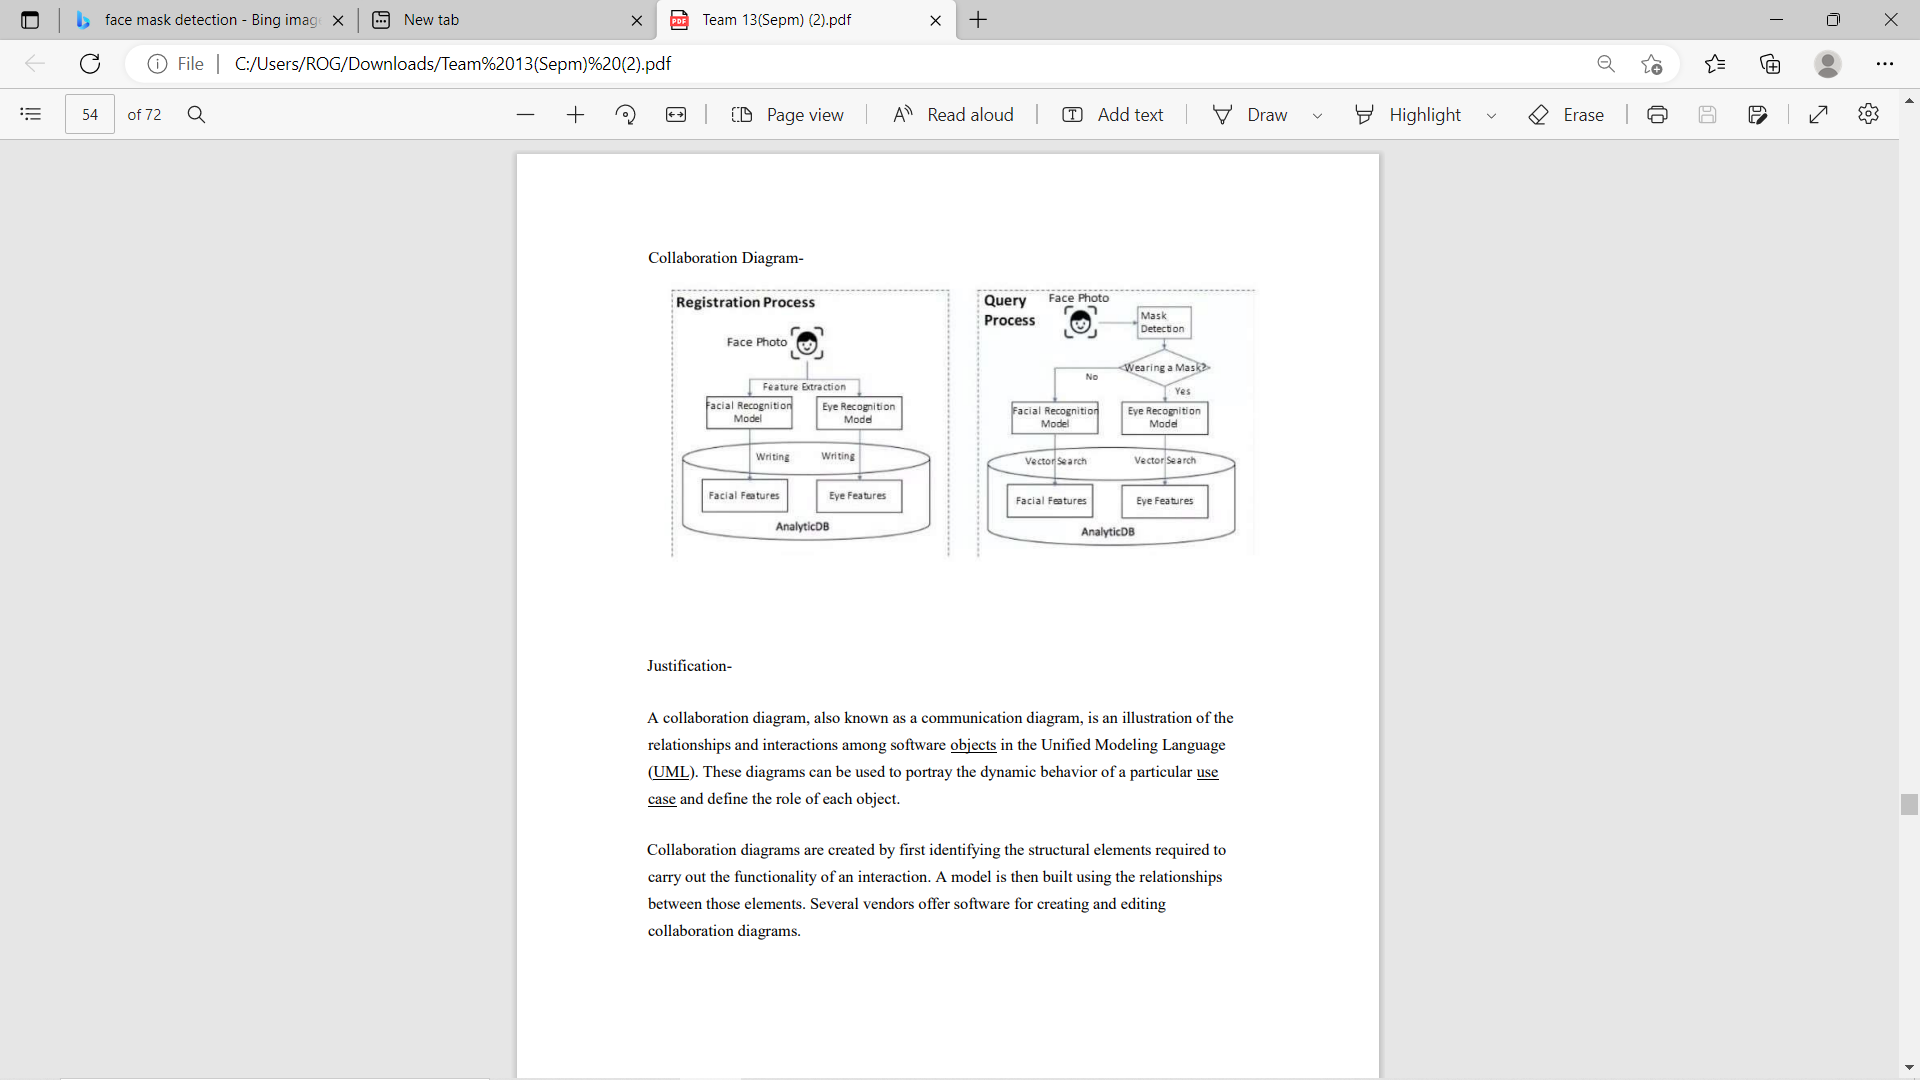 face mask detection - Bing imag
New tab
Team 13(Sepm) (2).pdf
File
C:/Users/ROG/Downloads/Team%2013(Sepm)%20(2).pdf
54 of 72
Page view
Read aloud
Add text
Draw
Highlight
Erase
Collaboration Diagram-
Registration Process
Face Photo
Feature Extraction
Facial Recognition
Model
Eye Recognition
Model
Writing
Writing
Facial Features
Eye Features
AnalyticDB
Query
Process
Face Photo
Mask
Detection
Wearing a Mask?
No
Yes
Facial Recognition
Model
Eye Recognition
Model
Vector Search
Vector Search
Facial Features
Eye Features
AnalyticDB
Justification-
A collaboration diagram, also known as a communication diagram, is an illustration of the
relationships and interactions among software objects in the Unified Modeling Language
(UML). These diagrams can be used to portray the dynamic behavior of a particular use
case and define the role of each object.
Collaboration diagrams are created by first identifying the structural elements required to
carry out the functionality of an interaction. A model is then built using the relationships
between those elements. Several vendors offer software for creating and editing
collaboration diagrams.